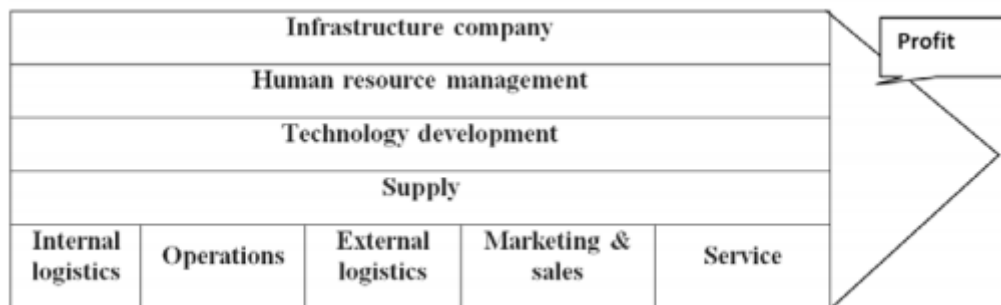 Infrastructure company
Profit
Human resource management
Technology development
Supply
Internal
logistics
Operations
External
logistics
Marketing &
sales
Service